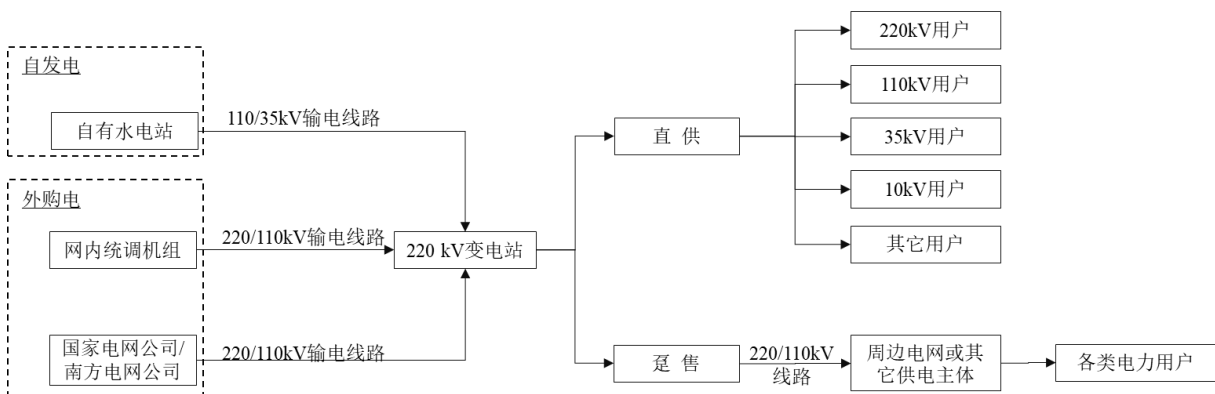 自发电
自有水电站
110/35kV输电线路
外购电
网内统调机组
220/110kV输电线路
国家电网公司/
南方电网公司
220/110kV输电线路
220 kV变电站
直 供
220kV用户
110kV用户
35kV用户
10kV用户
其它用户
趸 售
220/110kV
线路
周边电网或其
它供电主体
各类电力用户